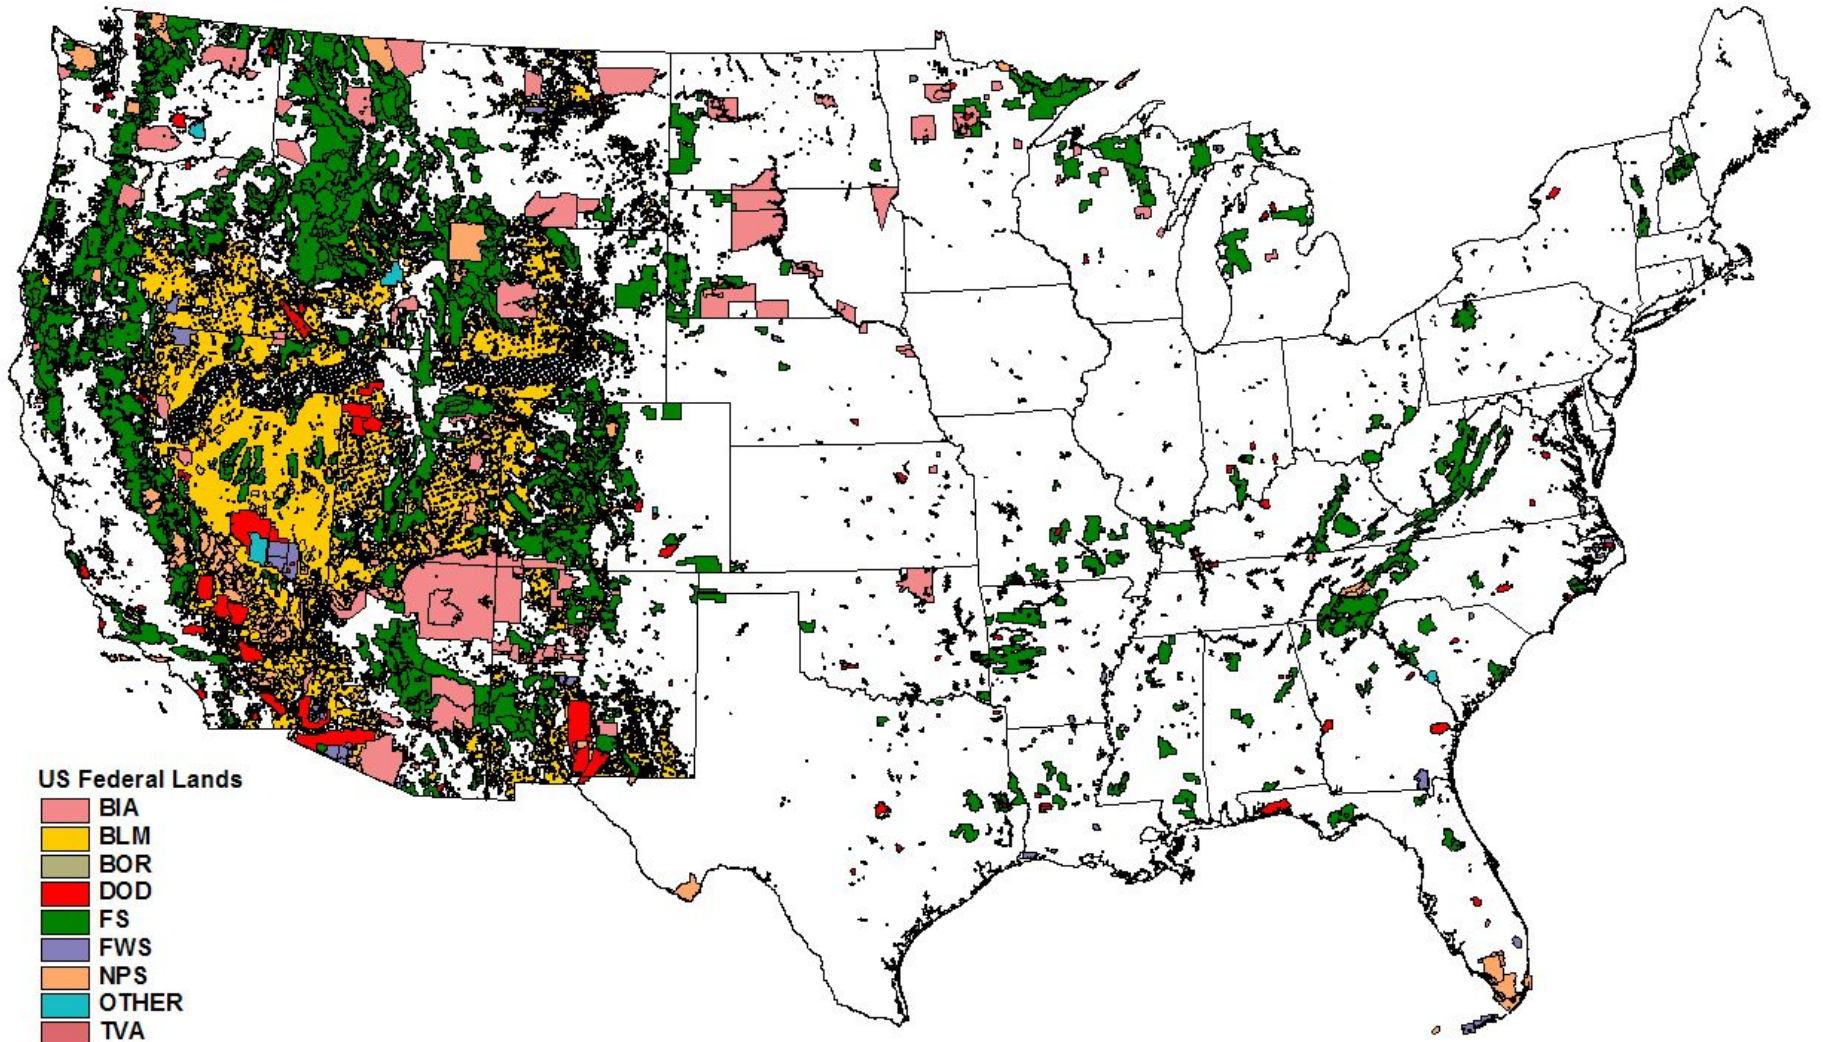 US Federal Lands
BIA
BLM
BOR
DOD
FS
FWS
NPS
OTHER
TVA